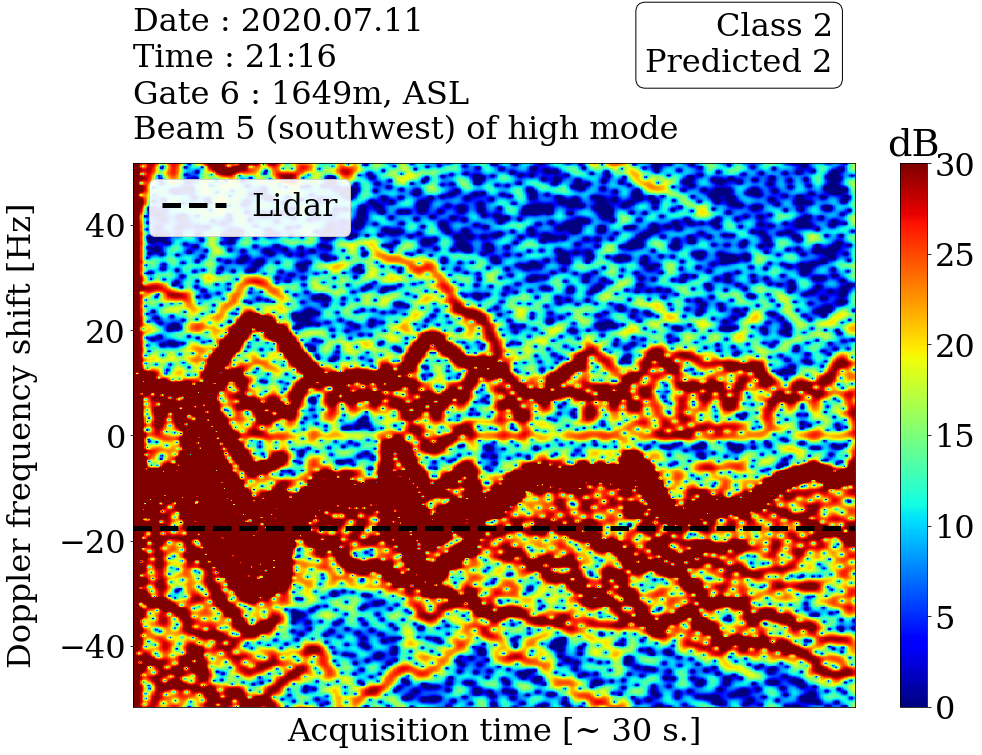 Date : 2020.07.11
Time : 21:16
Gate 6 : 1649m, ASL
Beam 5 (southwest) of high mode
Class 2
Predicted 2
dB
Lidar
Doppler frequency shift [Hz]
40
20
0
−20
−40
Acquisition time [~ 30 s.]
30
25
20
15
10
5
0